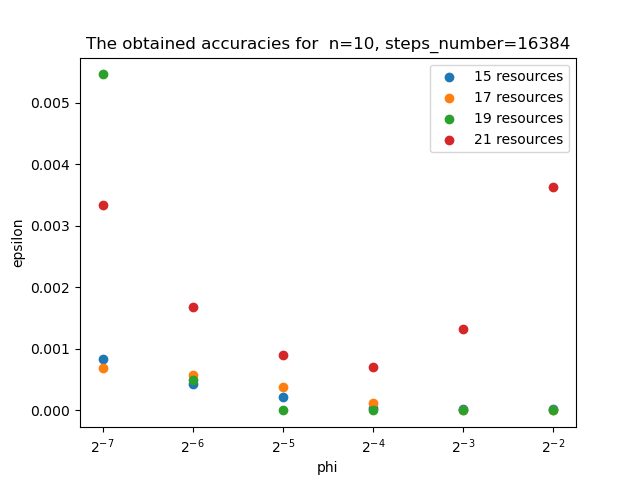 The obtained accuracies for  n=10, steps_number=16384
15 resources
17 resources
19 resources
21 resources
0.005
0.004
0.003
0.002
0.001
0.000
epsilon
2⁻⁷ 2⁻⁶ 2⁻⁵ 2⁻⁴ 2⁻³ 2⁻²
phi